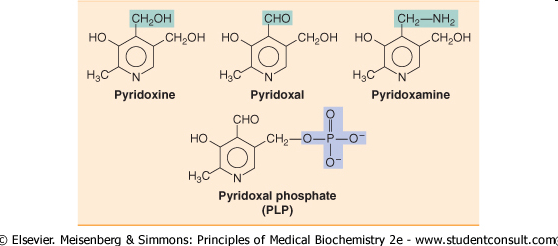 CH₂OH
HO
CH₂OH
H₃C
N
Pyridoxine
CHO
HO
CH₂OH
H₃C
N
Pyridoxal
CH₂—NH₂
HO
CH₂OH
H₃C
N
Pyridoxamine
CHO
HO
CH₂—O—P—O⁻
O
O⁻
H₃C
N
Pyridoxal phosphate
(PLP)
© Elsevier. Meisenberg & Simmons: Principles of Medical Biochemistry 2e - www.studentconsult.com